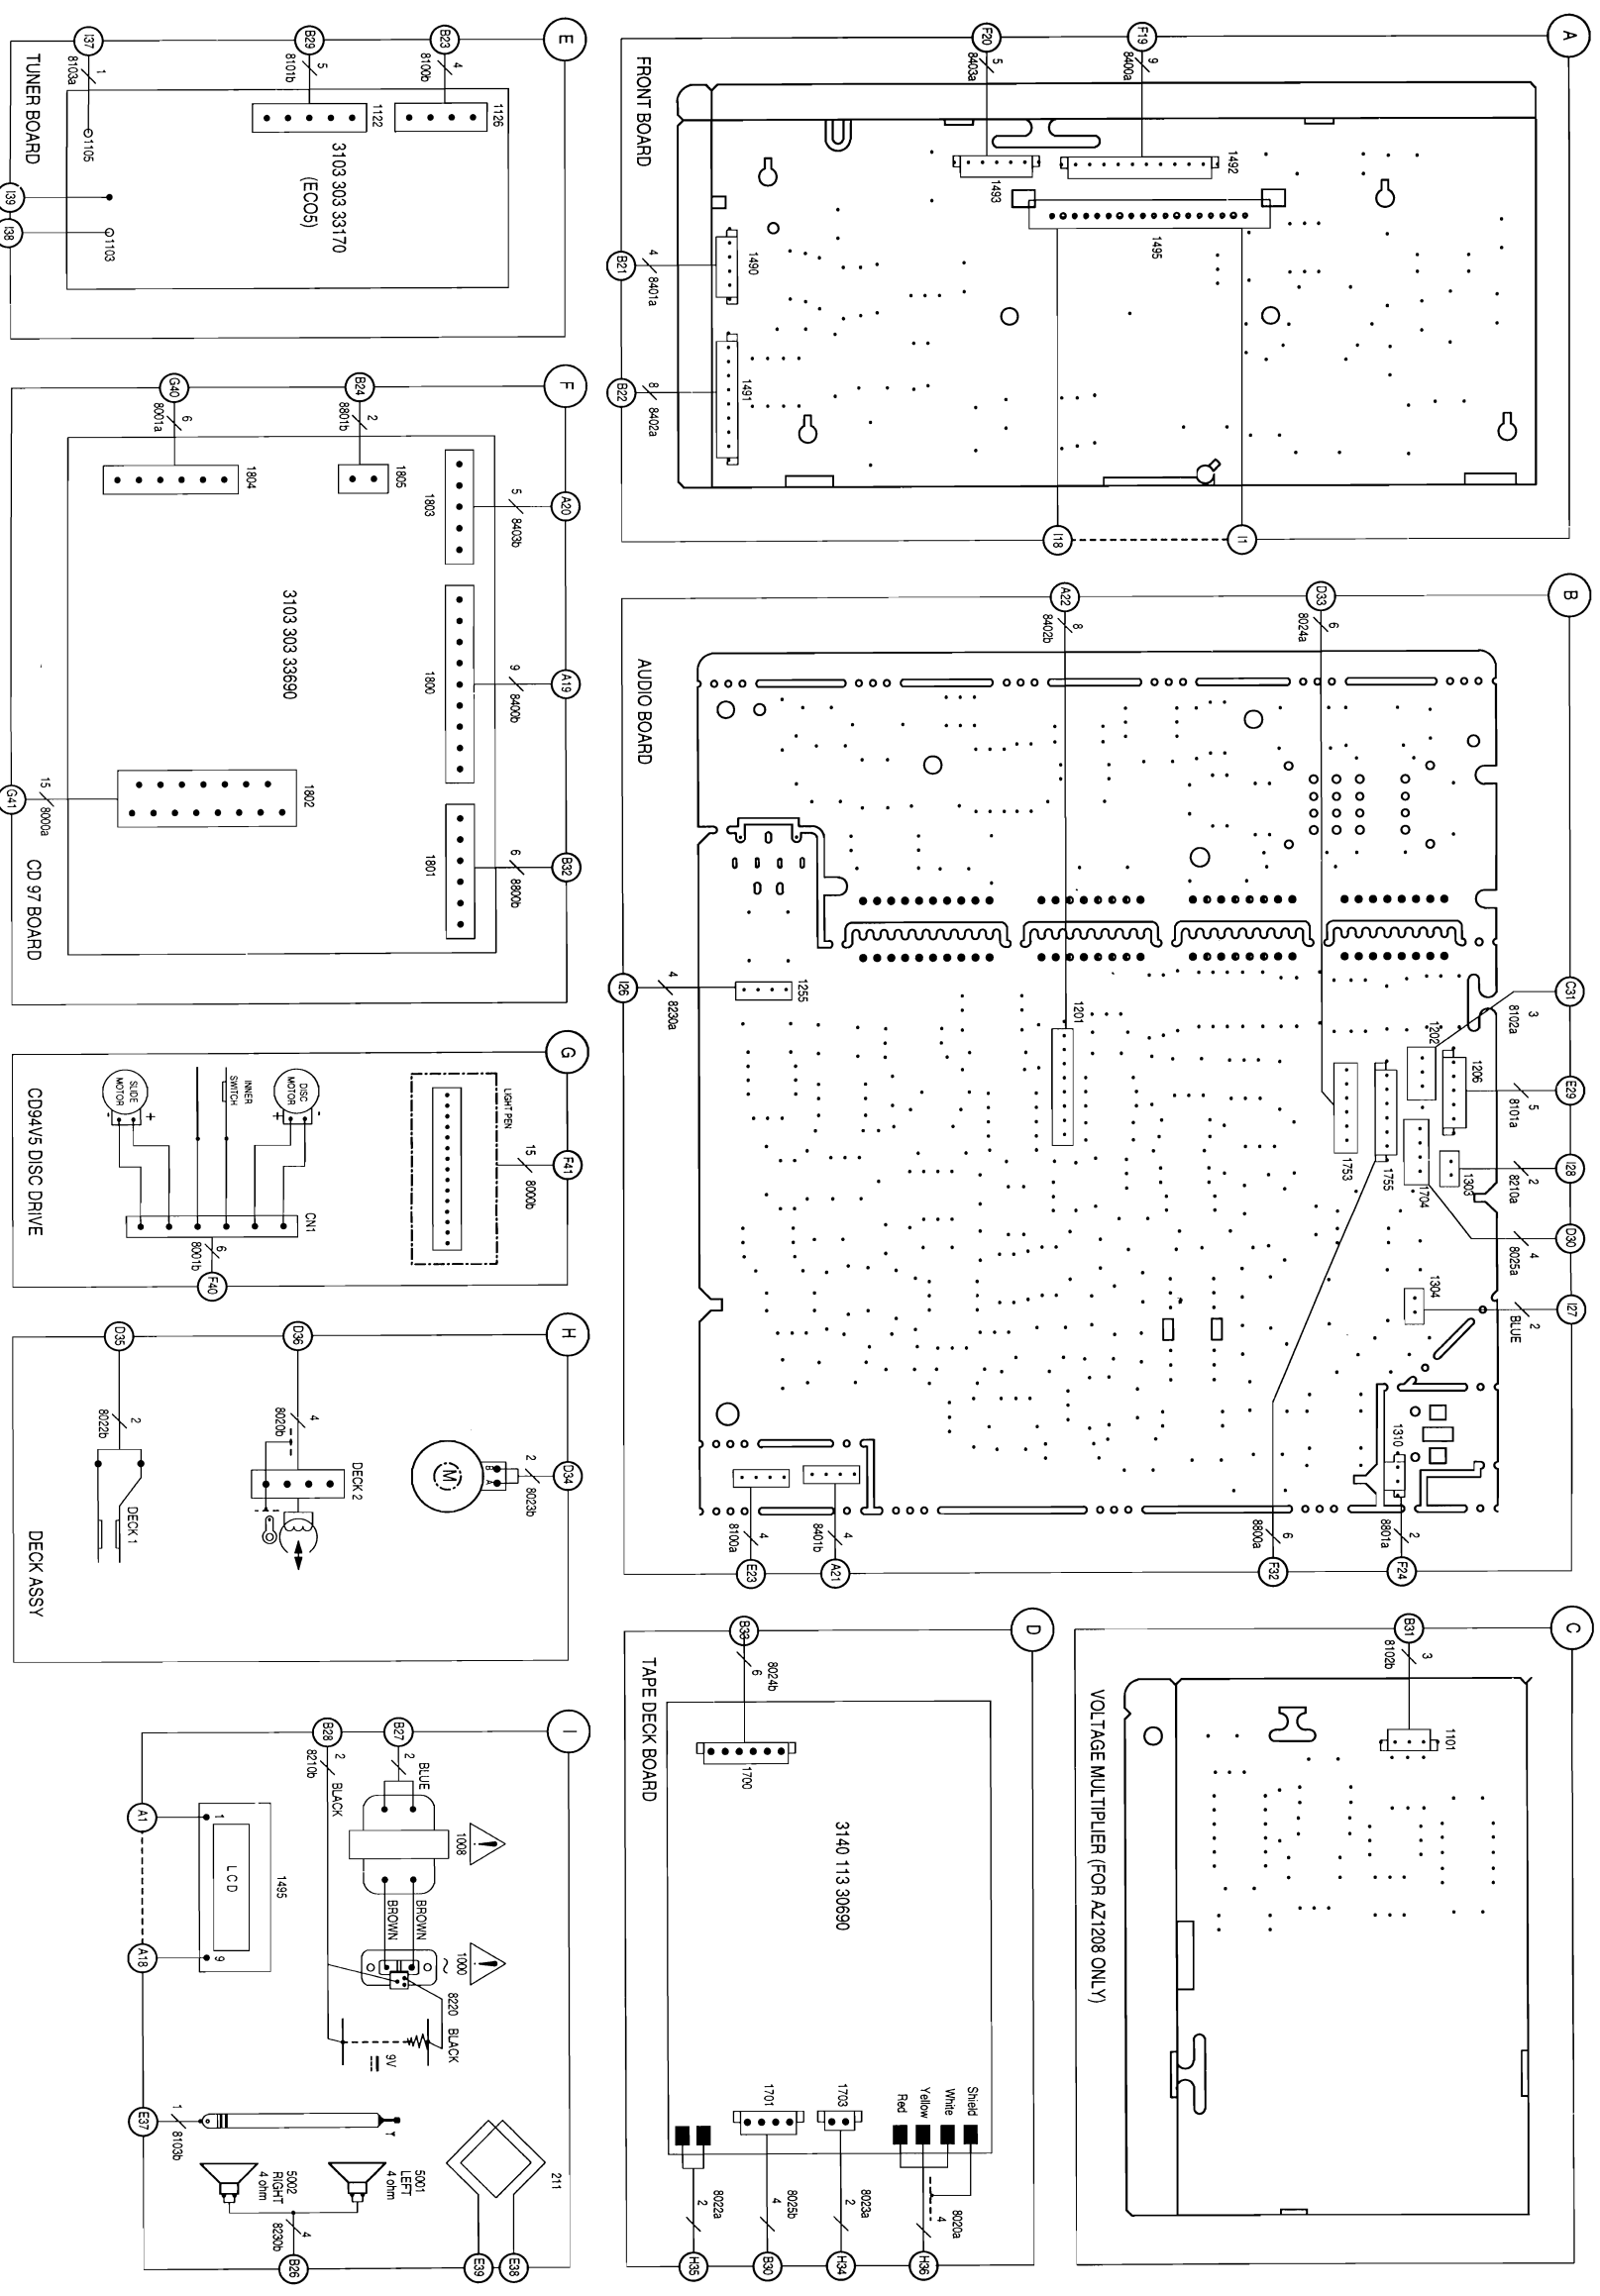 A
F19
9
8400a
F20
5
8403a
FRONT BOARD
1492
1493
1495
1490
1491
B21
4
8401a
B22
8
8402a
I18
I1
B
D33
6
8024a
A22
8
8402b
AUDIO BOARD
C31
3
8102a
E29
5
8101a
I28
2
8210a
D30
4
8025a
I27
2
BLUE
1202
1206
1303
1704
1755
1753
1304
1310
1201
1255
I26
4
8230a
8801a
2
F24
8800a
6
F32
8401b
4
A21
8100a
4
E23
C
B31
3
8102b
1101
VOLTAGE MULTIPLIER (FOR AZ1208 ONLY)
D
B33
6
8024b
TAPE DECK BOARD
1700
3140 113 30690
Shield
White
Yellow
Red
1703
1701
8020a
4
H36
8023a
2
H34
8025b
4
B30
8022a
2
H35
E
B23
4
8100b
B29
5
8101b
I37
1
8103a
TUNER BOARD
1126
1122
3103 303 33170
(ECO5)
1105
1103
I39
I38
F
B24
2
8801b
G40
6
8001a
1805
1804
1803
A20
5
8403b
1800
A19
9
8400b
1801
B32
6
8800b
3103 303 33690
1802
15
8000a
G41
CD 97 BOARD
G
LIGHT PEN
15
8000b
F41
DISC
MOTOR
-
+
INNER
SWITCH
SLIDE
MOTOR
+
-
CN1
6
8001b
F40
CD94V5 DISC DRIVE
H
D36
4
8020b
D35
2
8022b
M
B
A
2
8023b
D34
DECK 2
DECK 1
DECK ASSY
I
B27
2
BLUE
B28
2
8210b
BLACK
1008
BROWN
BROWN
1000
~
8220
BLACK
9V
A1
A18
1
LCD
9
1495
E37
1
8103b
5001
LEFT
4 ohm
5002
RIGHT
4 ohm
4
8230b
B26
211
E39
E38